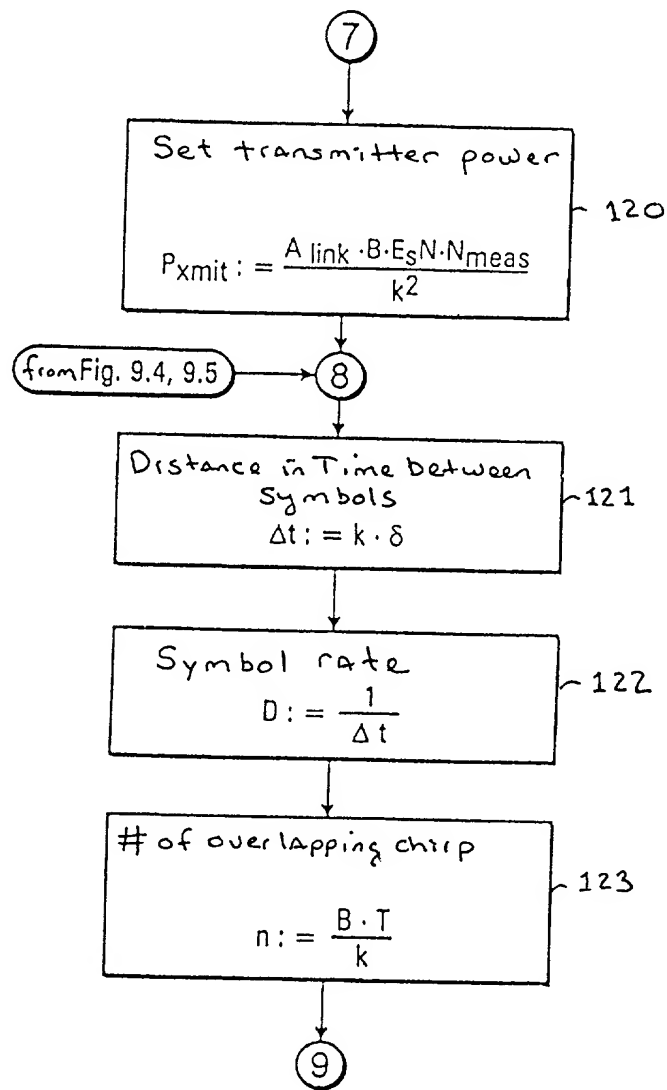 7
Set transmitter power
120
Pxmit := A link · B · EsN · Nmeas / k²
from Fig. 9.4, 9.5
8
Distance in Time between
symbols
121
Δt := k · δ
Symbol rate
122
D := 1 / Δt
# of overlapping chirp
123
n := B · T / k
9